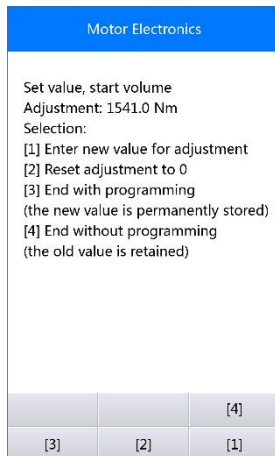 Motor Electronics
Set value, start volume
Adjustment: 1541.0 Nm
Selection:
[1] Enter new value for adjustment
[2] Reset adjustment to 0
[3] End with programming
(the new value is permanently stored)
[4] End without programming
(the old value is retained)
[4]
[3] [2] [1]